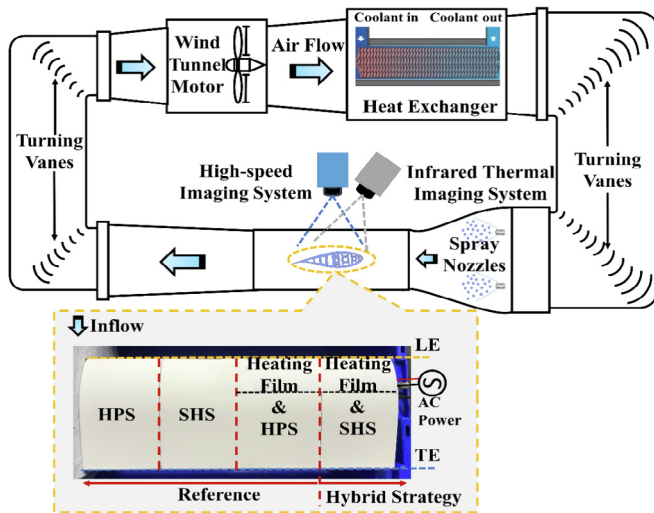 Coolant in Coolant out
Wind
Tunnel
Motor
Air Flow
Heat Exchanger
Turning
Vanes
High-speed
Imaging System
Infrared Thermal
Imaging System
Turning
Vanes
Spray
Nozzles
Inflow
LE
HPS
SHS
Heating
Film
&
HPS
Heating
Film
&
SHS
AC
Power
TE
Reference
Hybrid Strategy